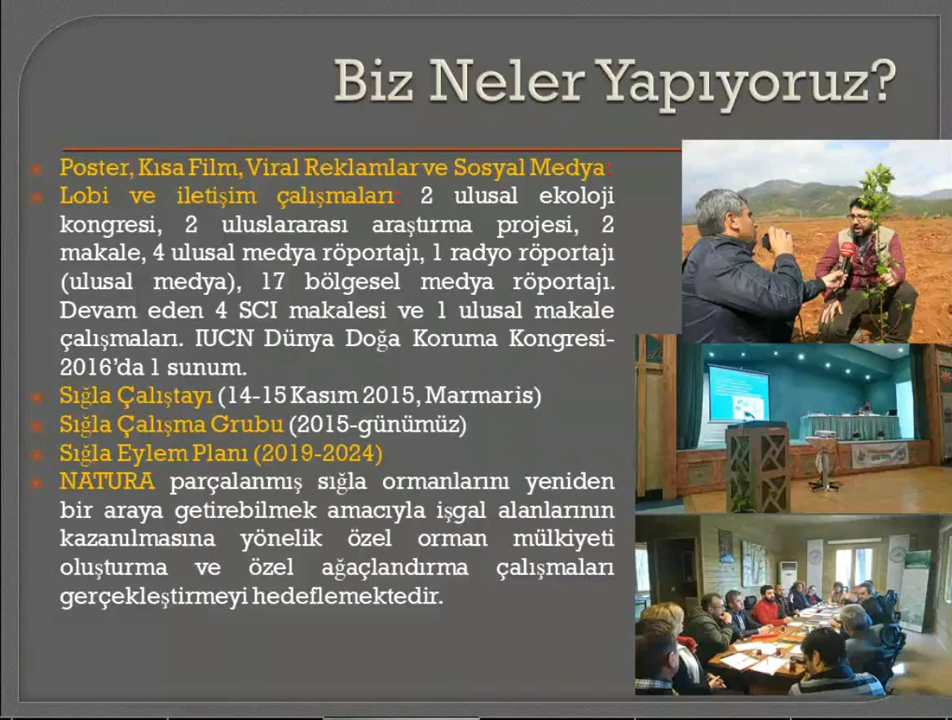 Biz Neler Yapıyoruz?
Poster, Kısa Film, Viral Reklamlar ve Sosyal Medya:
Lobi ve iletişim çalışmaları: 2 ulusal ekoloji
kongresi, 2 uluslararası araştırma projesi, 2
makale, 4 ulusal medya röportajı, 1 radyo röportajı
(ulusal medya), 17 bölgesel medya röportajı.
Devam eden 4 SCI makalesi ve 1 ulusal makale
çalışmaları. IUCN Dünya Doğa Koruma Kongresi-
2016'da 1 sunum.
Sığla Çalıştayı (14-15 Kasım 2015, Marmaris)
Sığla Çalışma Grubu (2015-günümüz)
Sığla Eylem Planı (2019-2024)
NATURA parçalanmış sığla ormanlarını yeniden
bir araya getirebilmek amacıyla işgal alanlarının
kazanılmasına yönelik özel orman mülkiyeti
oluşturma ve özel ağaçlandırma çalışmaları
gerçekleştirmeyi hedeflemektedir.